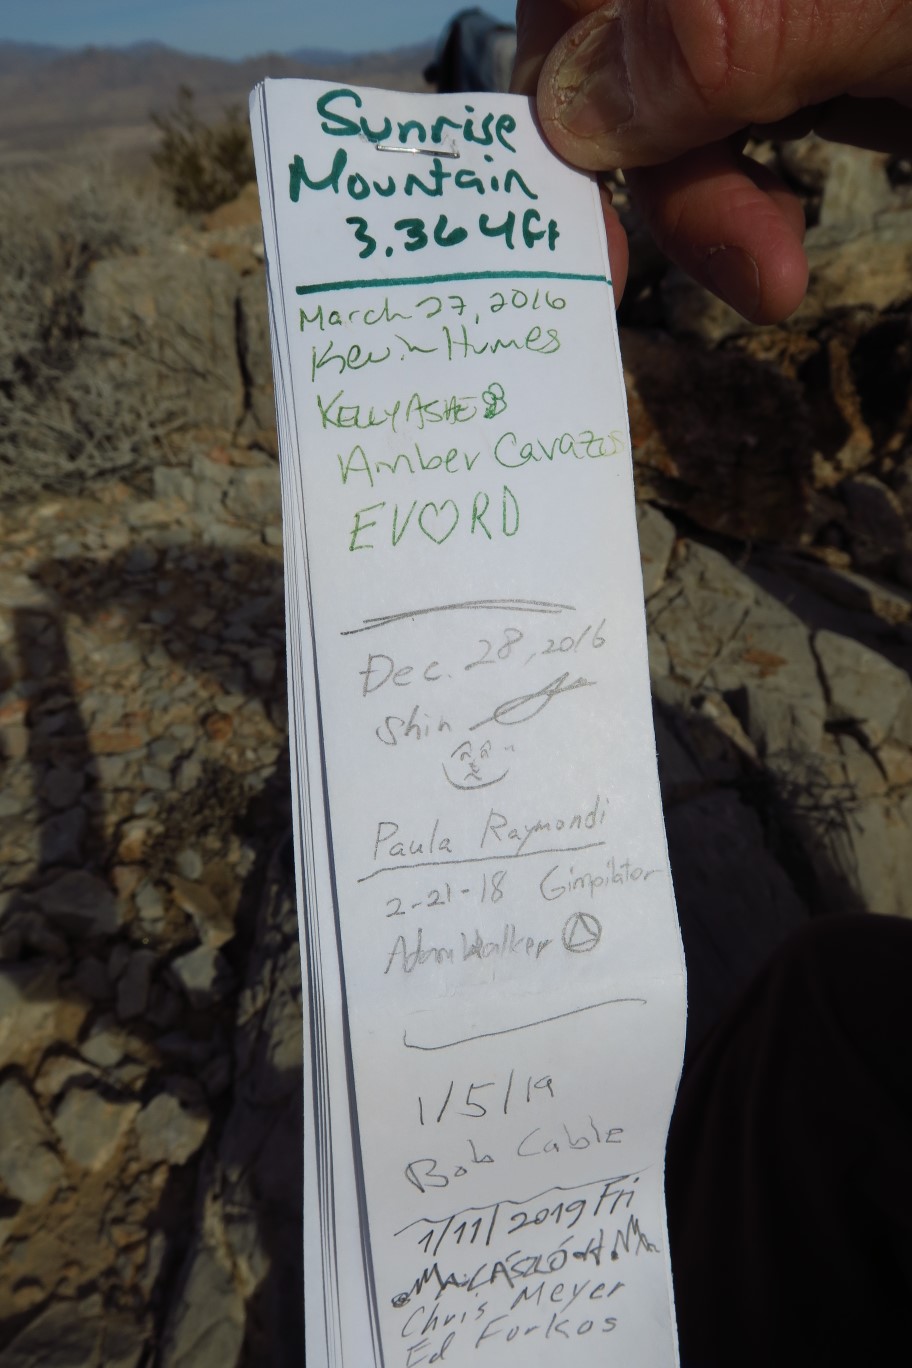 Sunrise
Mountain
3.364ft
March 27, 2016
Kevin Humes
KELLY ASHE
Amber Cavazos
EV♡RD
Dec. 28, 2016
Shin
Paula Raymondi
2-21-18 Gimpilator
Adam Walker
1/5/19
Bob Cable
1/11/2019 Fri
LÁSZLÓ
Chris Meyer
Ed Forkos